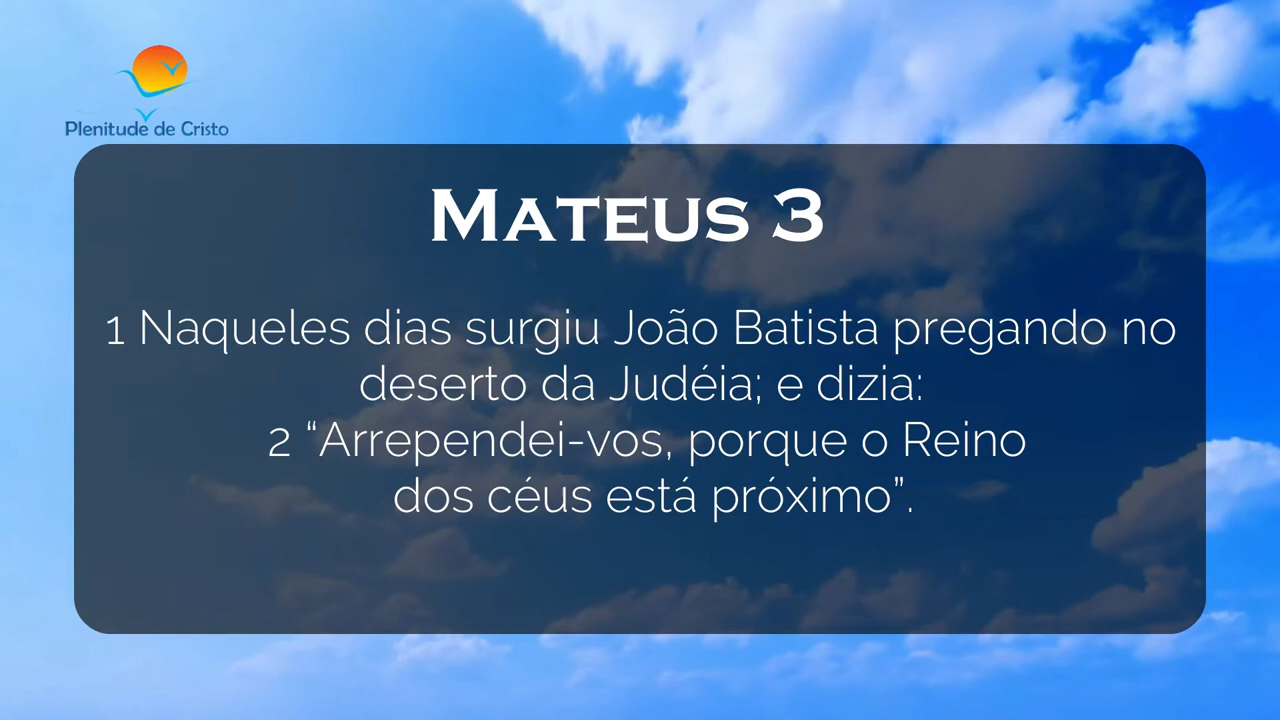 Plenitude de Cristo
Mateus 3
1 Naqueles dias surgiu João Batista pregando no
deserto da Judéia; e dizia:
2 “Arrependei-vos, porque o Reino
dos céus está próximo”.